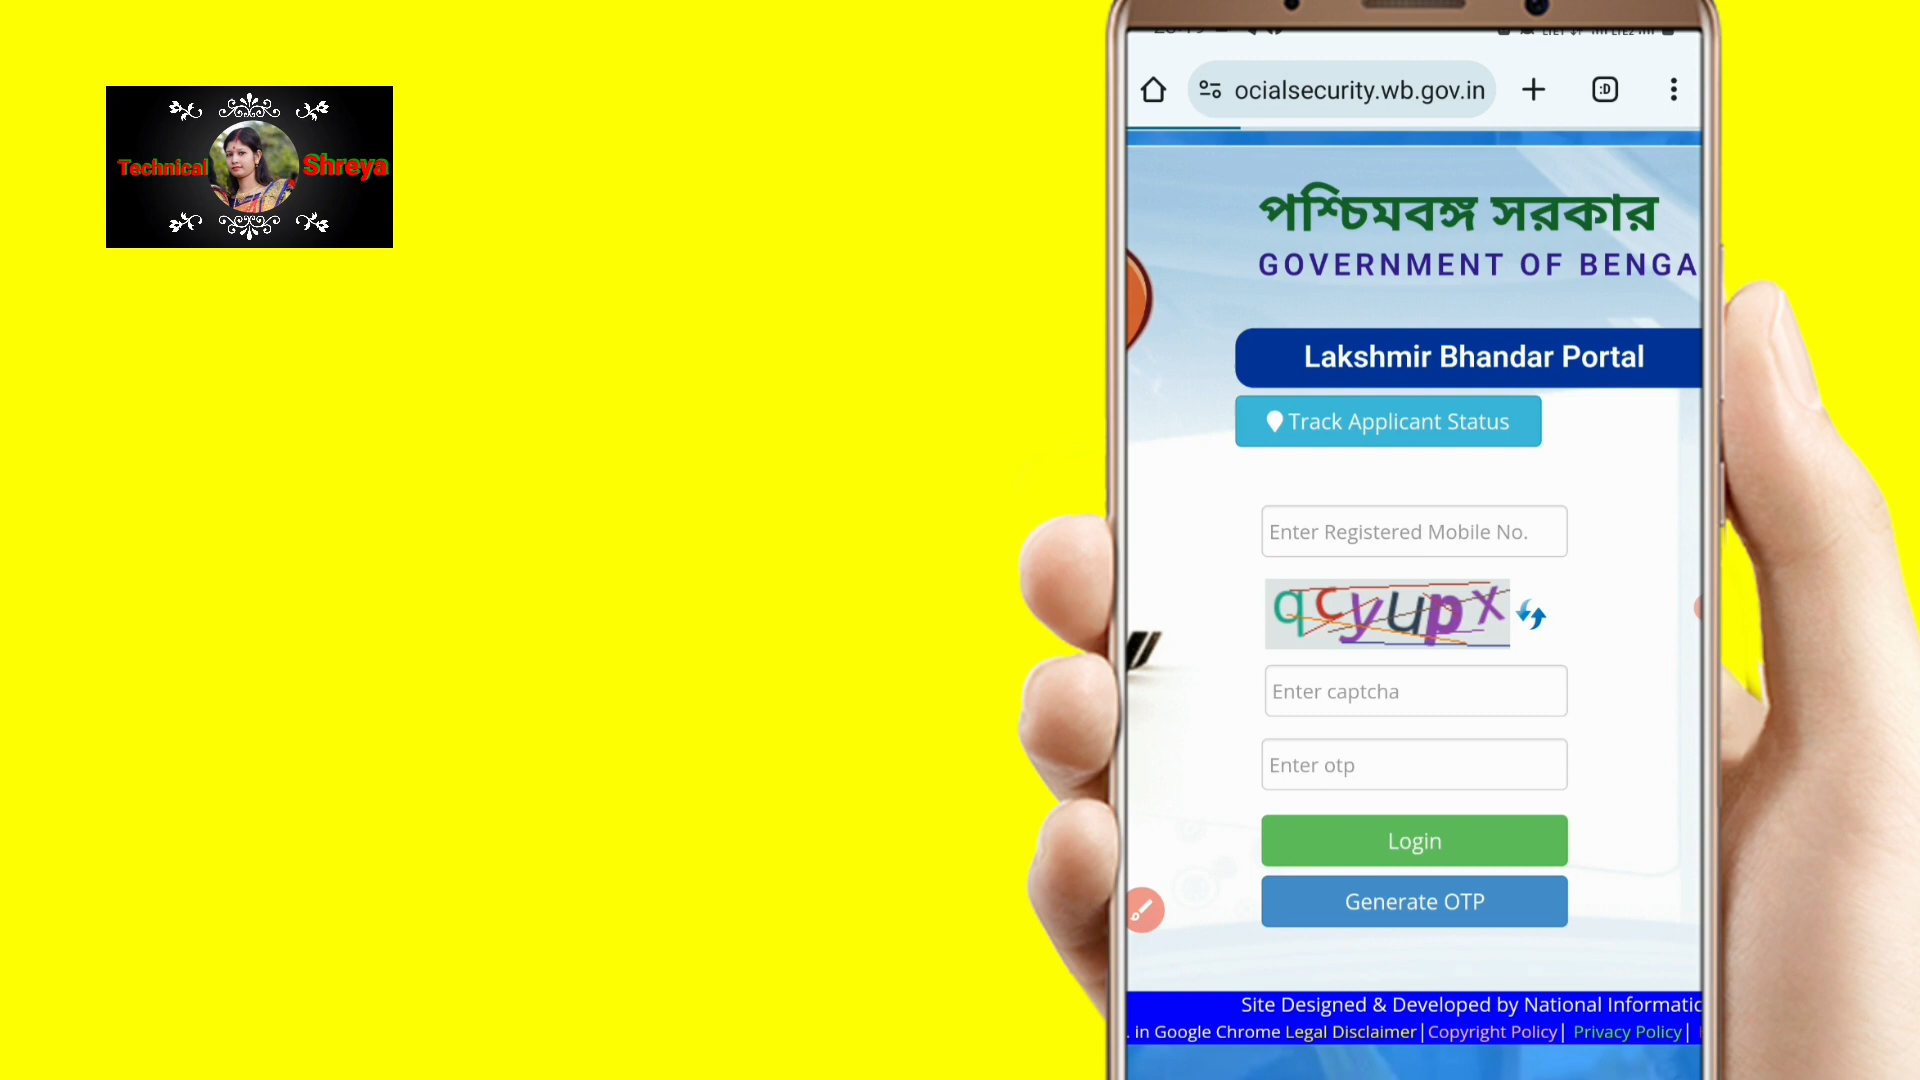 Technical Shreya
ocialsecurity.wb.gov.in
:D
পশ্চিমবঙ্গ সরকার
GOVERNMENT OF BENGA
Lakshmir Bhandar Portal
Track Applicant Status
Enter Registered Mobile No.
qcyupx
Enter captcha
Enter otp
Login
Generate OTP
Site Designed & Developed by National Informatic
. in Google Chrome Legal Disclaimer| Copyright Policy| Privacy Policy|